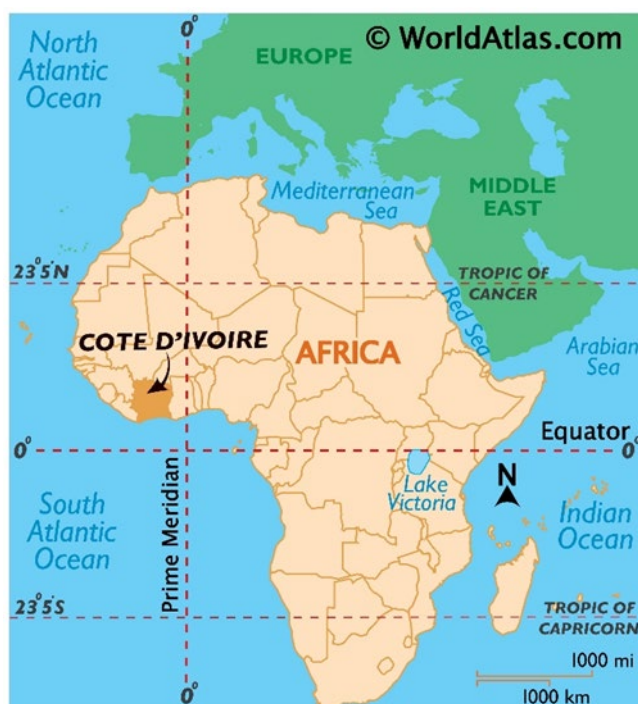 0°
© WorldAtlas.com
North
Atlantic
Ocean
EUROPE
Mediterranean
Sea
MIDDLE
EAST
23°5'N
TROPIC OF
CANCER
Red Sea
COTE D'IVOIRE
AFRICA
Arabian
Sea
0°
Equator
0°
Prime Meridian
Lake
Victoria
N
South
Atlantic
Ocean
Indian
Ocean
23°5'S
TROPIC OF
CAPRICORN
1000 mi
1000 km
0°